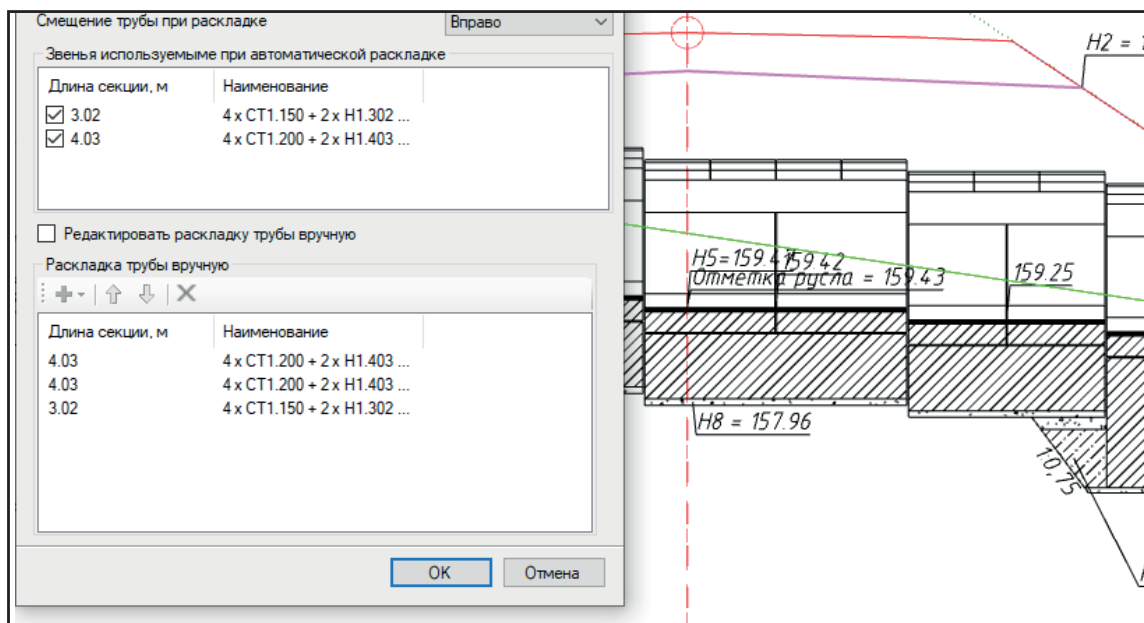 Смещение трубы при раскладке
Вправо
Звенья используемые при автоматической раскладке
Длина секции, м Наименование
3.02 4 x СТ1.150 + 2 x Н1.302 ...
4.03 4 x СТ1.200 + 2 x Н1.403 ...
Редактировать раскладку трубы вручную
Раскладка трубы вручную
Длина секции, м Наименование
4.03 4 x СТ1.200 + 2 x Н1.403 ...
4.03 4 x СТ1.200 + 2 x Н1.403 ...
3.02 4 x СТ1.150 + 2 x Н1.302 ...
OK Отмена
H2 = 1
159.42
Отметка русла = 159.43
159.25
H8 = 157.96
10,75